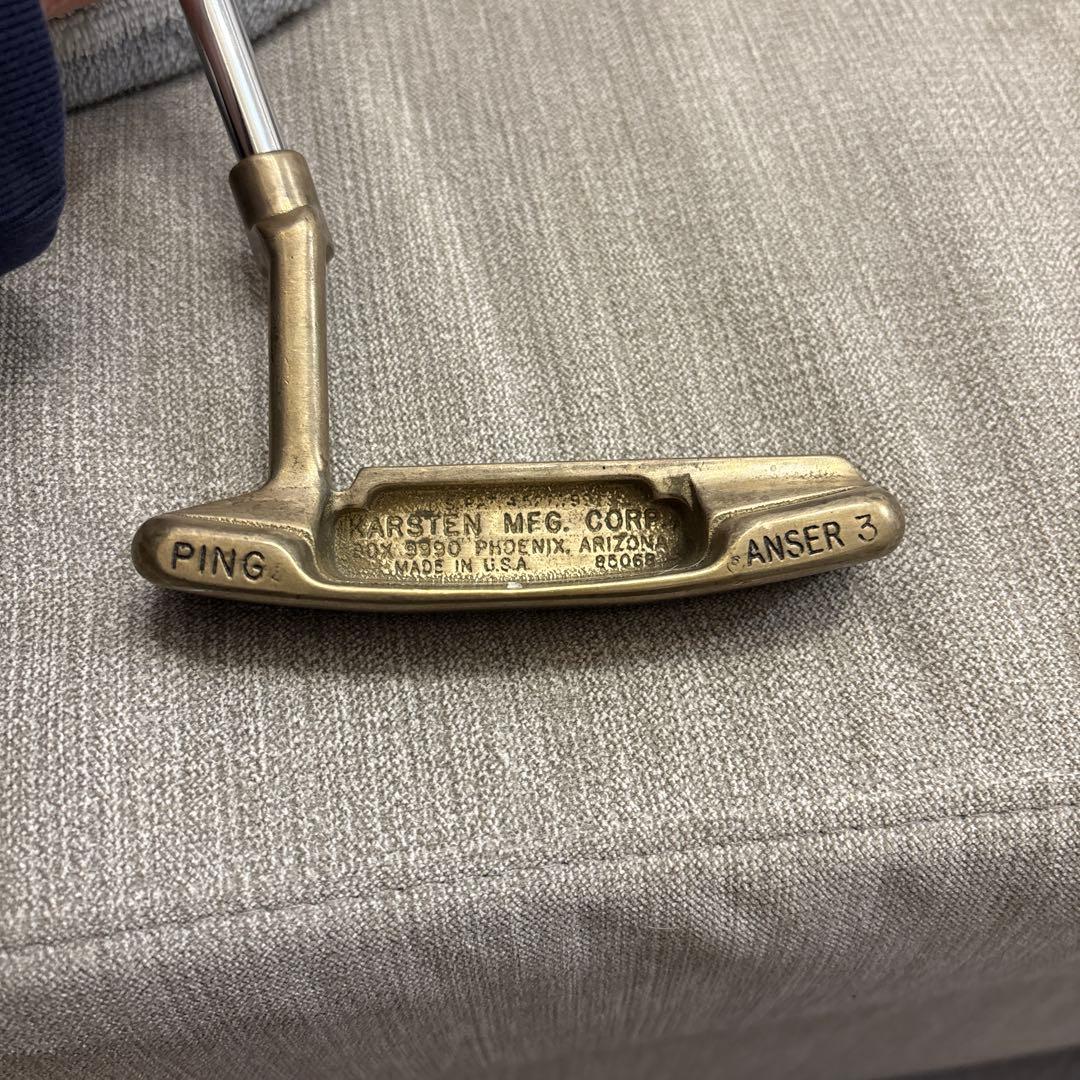 PING
KARSTEN MFG. CORP.
BOX 9990 PHOENIX, ARIZONA
MADE IN U.S.A. 85068
ANSER 3